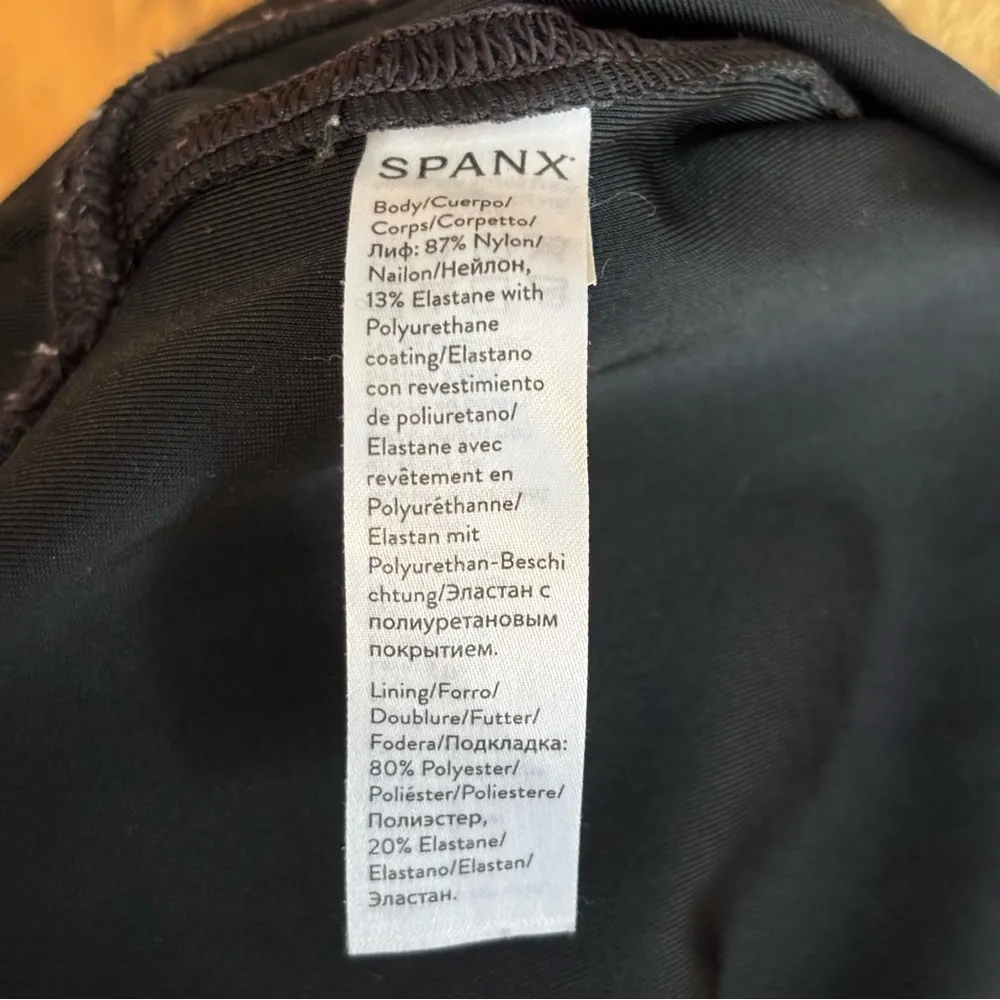 SPANX
Body/Cuerpo/
Corps/Corpetto/
Лиф: 87% Nylon/
Nailon/Нейлон,
13% Elastane with
Polyurethane
coating/Elastano
con revestimiento
de poliuretano/
Elastane avec
revêtement en
Polyuréthanne/
Elastan mit
Polyurethan-Beschi
chtung/Эластан с
полиуретановым
покрытием.
Lining/Forro/
Doublure/Futter/
Fodera/Подкладка:
80% Polyester/
Poliéster/Poliestere/
Полиэстер,
20% Elastane/
Elastano/Elastan/
Эластан.